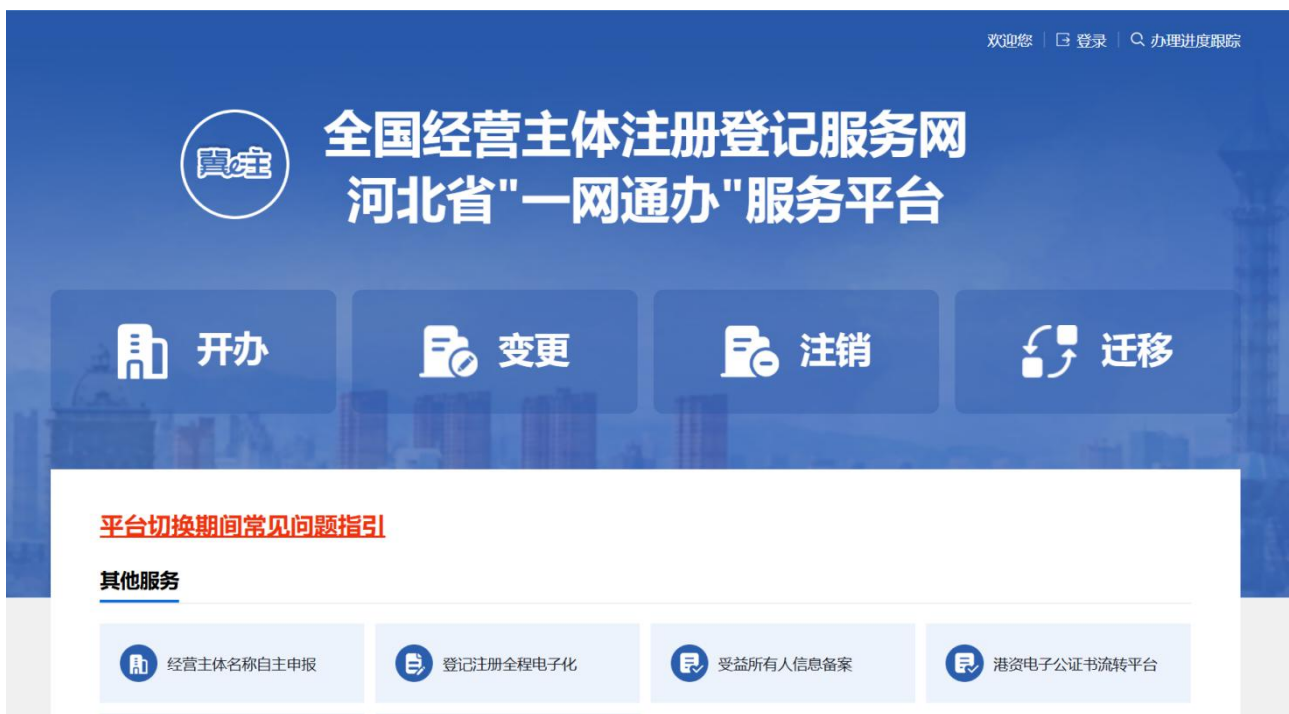 欢迎您 登录 办理进度跟踪
冀e主
全国经营主体注册登记服务网
河北省"一网通办"服务平台
开办 变更 注销 迁移
平台切换期间常见问题指引
其他服务
经营主体名称自主申报 登记注册全程电子化 受益所有人信息备案 港资电子公证书流转平台